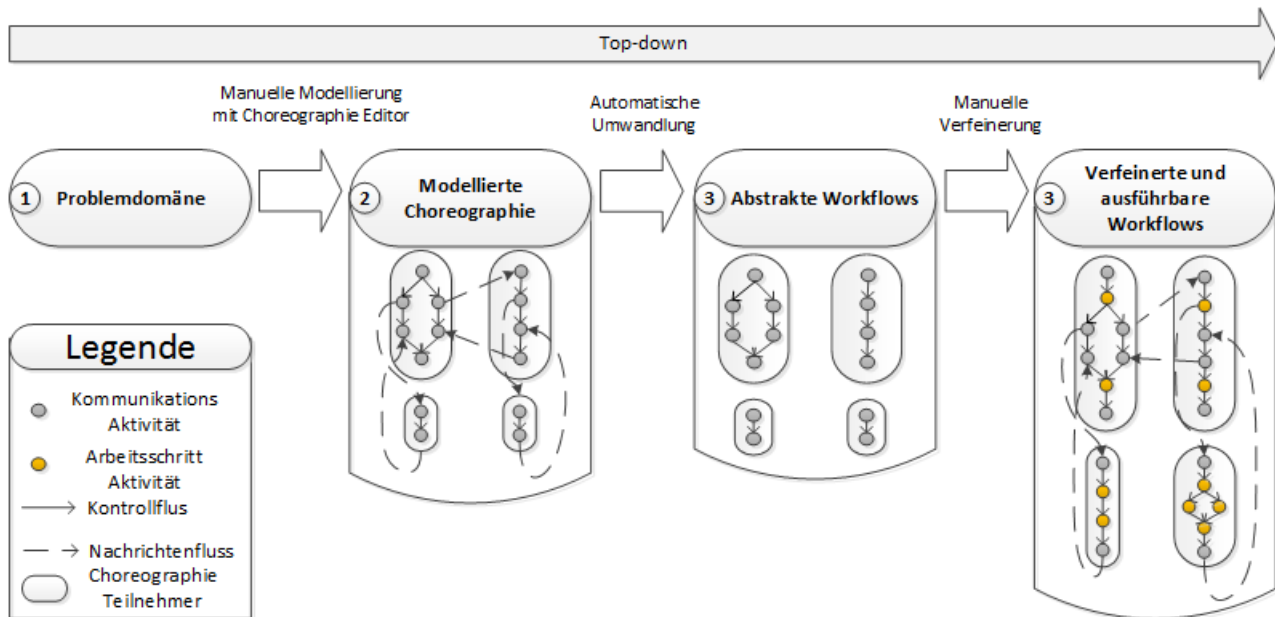 Top-down
Manuelle Modellierung
mit Choreographie Editor
Automatische
Umwandlung
Manuelle
Verfeinerung
1 Problemdomäne
2 Modellierte
Choreographie
3 Abstrakte Workflows
3 Verfeinerte und
ausführbare
Workflows
Legende
Kommunikations
Aktivität
Arbeitsschritt
Aktivität
Kontrollflus
Nachrichtenfluss
Choreographie
Teilnehmer